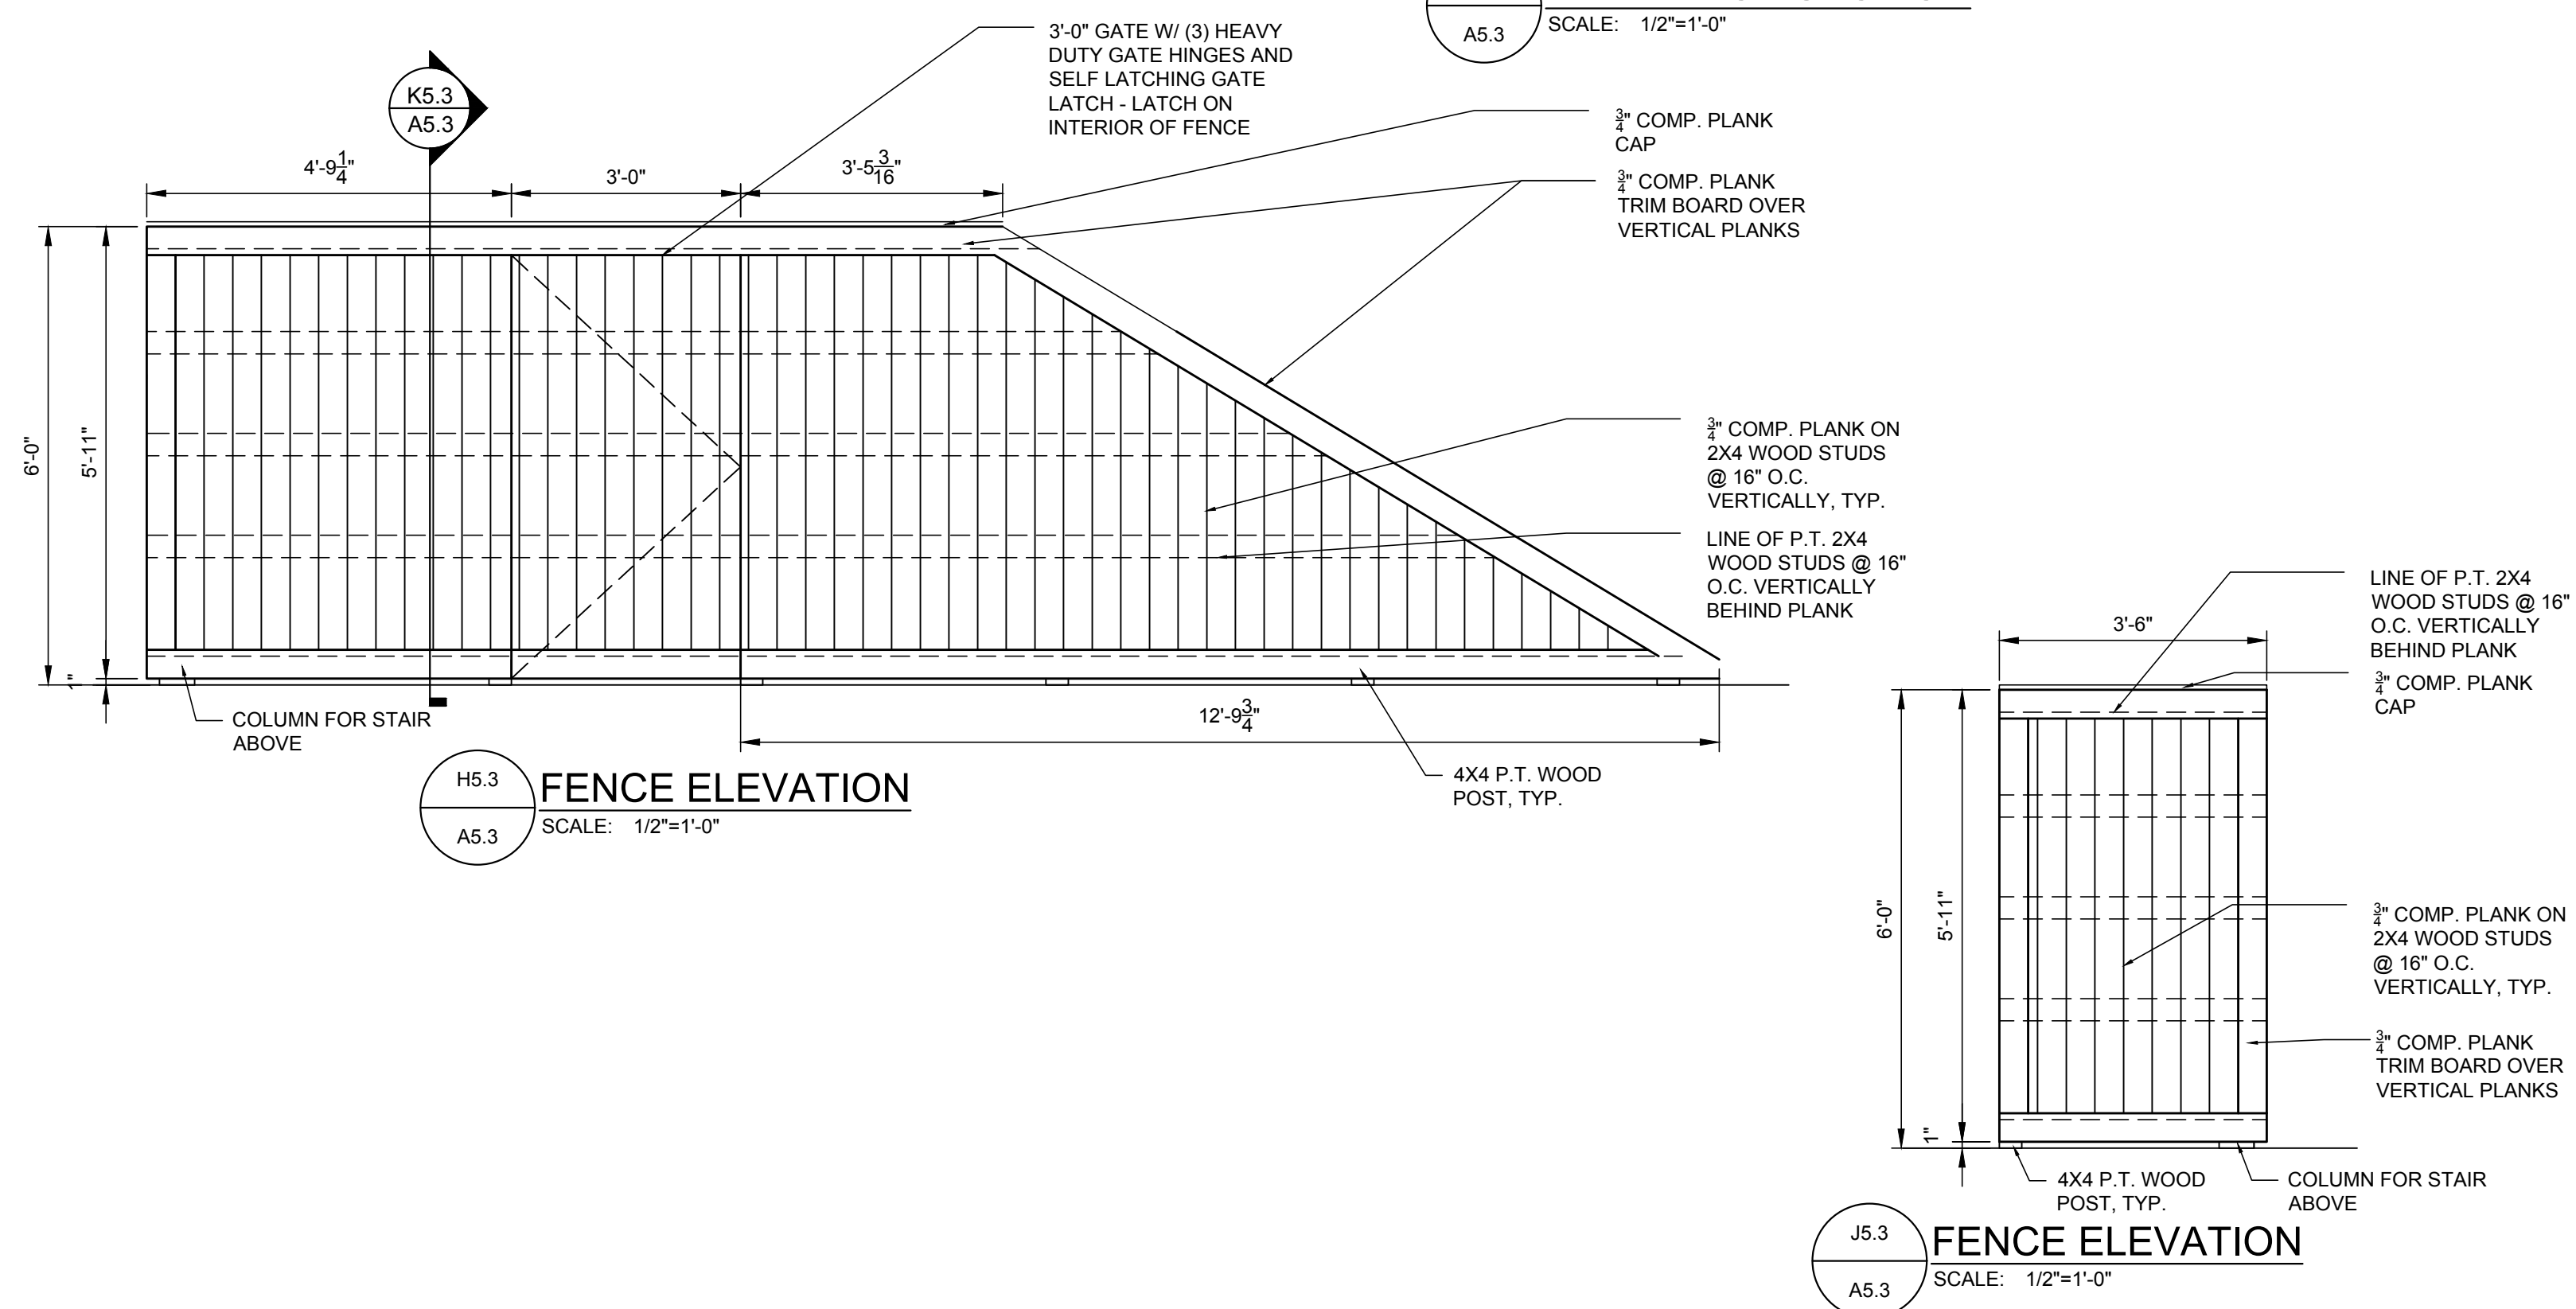 A5.3
SCALE: 1/2"=1'-0"
3'-0" GATE W/ (3) HEAVY
DUTY GATE HINGES AND
SELF LATCHING GATE
LATCH - LATCH ON
INTERIOR OF FENCE
K5.3
A5.3
3/4" COMP. PLANK
CAP
3/4" COMP. PLANK
TRIM BOARD OVER
VERTICAL PLANKS
4'-9 1/4"
3'-0"
3'-5 3/16"
6'-0"
5'-11"
1"
3/4" COMP. PLANK ON
2X4 WOOD STUDS
@ 16" O.C.
VERTICALLY, TYP.
LINE OF P.T. 2X4
WOOD STUDS @ 16"
O.C. VERTICALLY
BEHIND PLANK
COLUMN FOR STAIR
ABOVE
12'-9 3/4"
4X4 P.T. WOOD
POST, TYP.
H5.3
A5.3
FENCE ELEVATION
SCALE: 1/2"=1'-0"
LINE OF P.T. 2X4
WOOD STUDS @ 16"
O.C. VERTICALLY
BEHIND PLANK
3'-6"
3/4" COMP. PLANK
CAP
6'-0"
5'-11"
1"
3/4" COMP. PLANK ON
2X4 WOOD STUDS
@ 16" O.C.
VERTICALLY, TYP.
3/4" COMP. PLANK
TRIM BOARD OVER
VERTICAL PLANKS
4X4 P.T. WOOD
POST, TYP.
COLUMN FOR STAIR
ABOVE
J5.3
A5.3
FENCE ELEVATION
SCALE: 1/2"=1'-0"